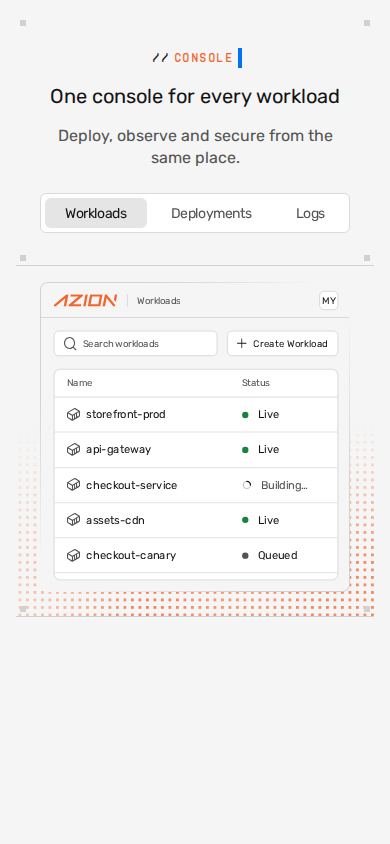 CONSOLE
One console for every workload
Deploy, observe and secure from the
same place.
Workloads Deployments Logs
AZION Workloads MY
Search workloads Create Workload
Name Status
storefront-prod Live
api-gateway Live
checkout-service Building...
assets-cdn Live
checkout-canary Queued